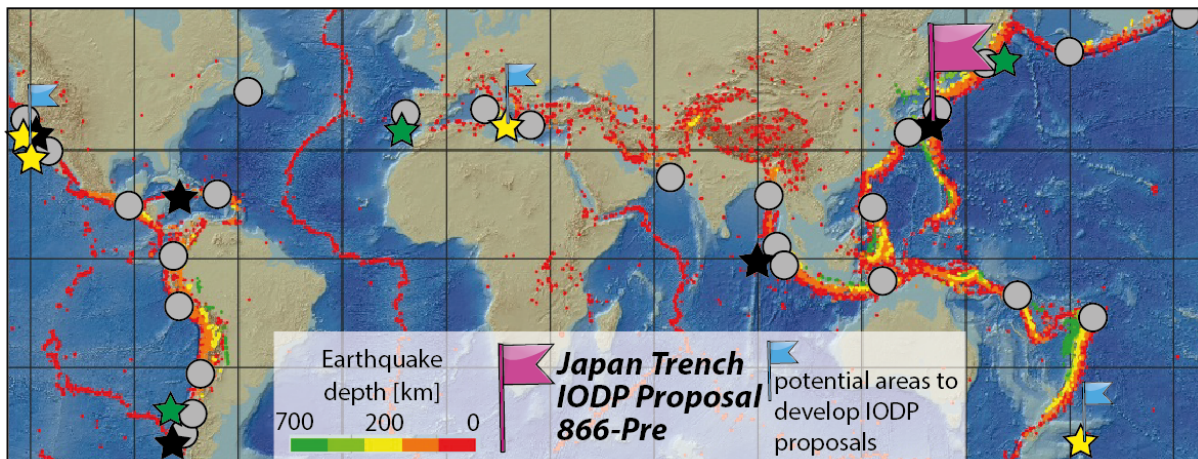 Earthquake
depth [km]
700 200 0
Japan Trench
IODP Proposal
866-Pre
potential areas to
develop IODP
proposals